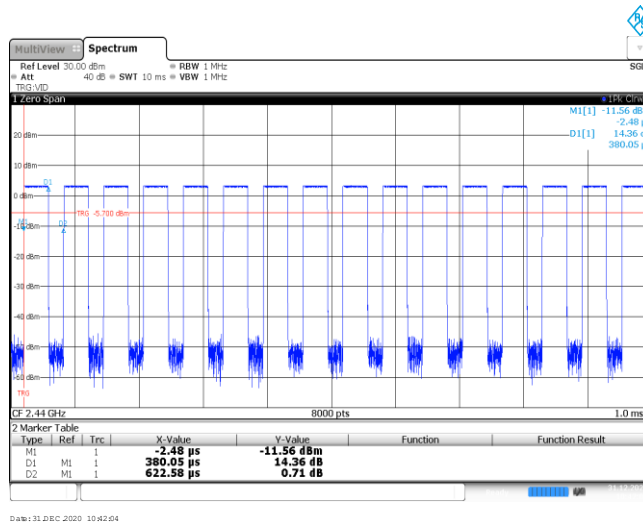 MultiView Spectrum
Ref Level 30.00 dBm RBW 1 MHz SGL
Att 40 dB SWT 10 ms VBW 1 MHz
TRG:VID
1 Zero Span 1Pk Clrw
M1[1] -11.56 dB
-2.48
D1[1] 14.36
380.05
20 dBm
10 dBm
D1
0 dBm
TRG -5.700 dBm
M1 D2
-10 dBm
-20 dBm
-30 dBm
-40 dBm
TRG
CF 2.44 GHz 8000 pts 1.0 ms
2 Marker Table
Type Ref Trc X-Value Y-Value Function Function Result
M1 1 -2.48 µs -11.56 dBm
D1 M1 1 380.05 µs 14.36 dB
D2 M1 1 622.58 µs 0.71 dB
Date:31.DEC.2020 10:42:04